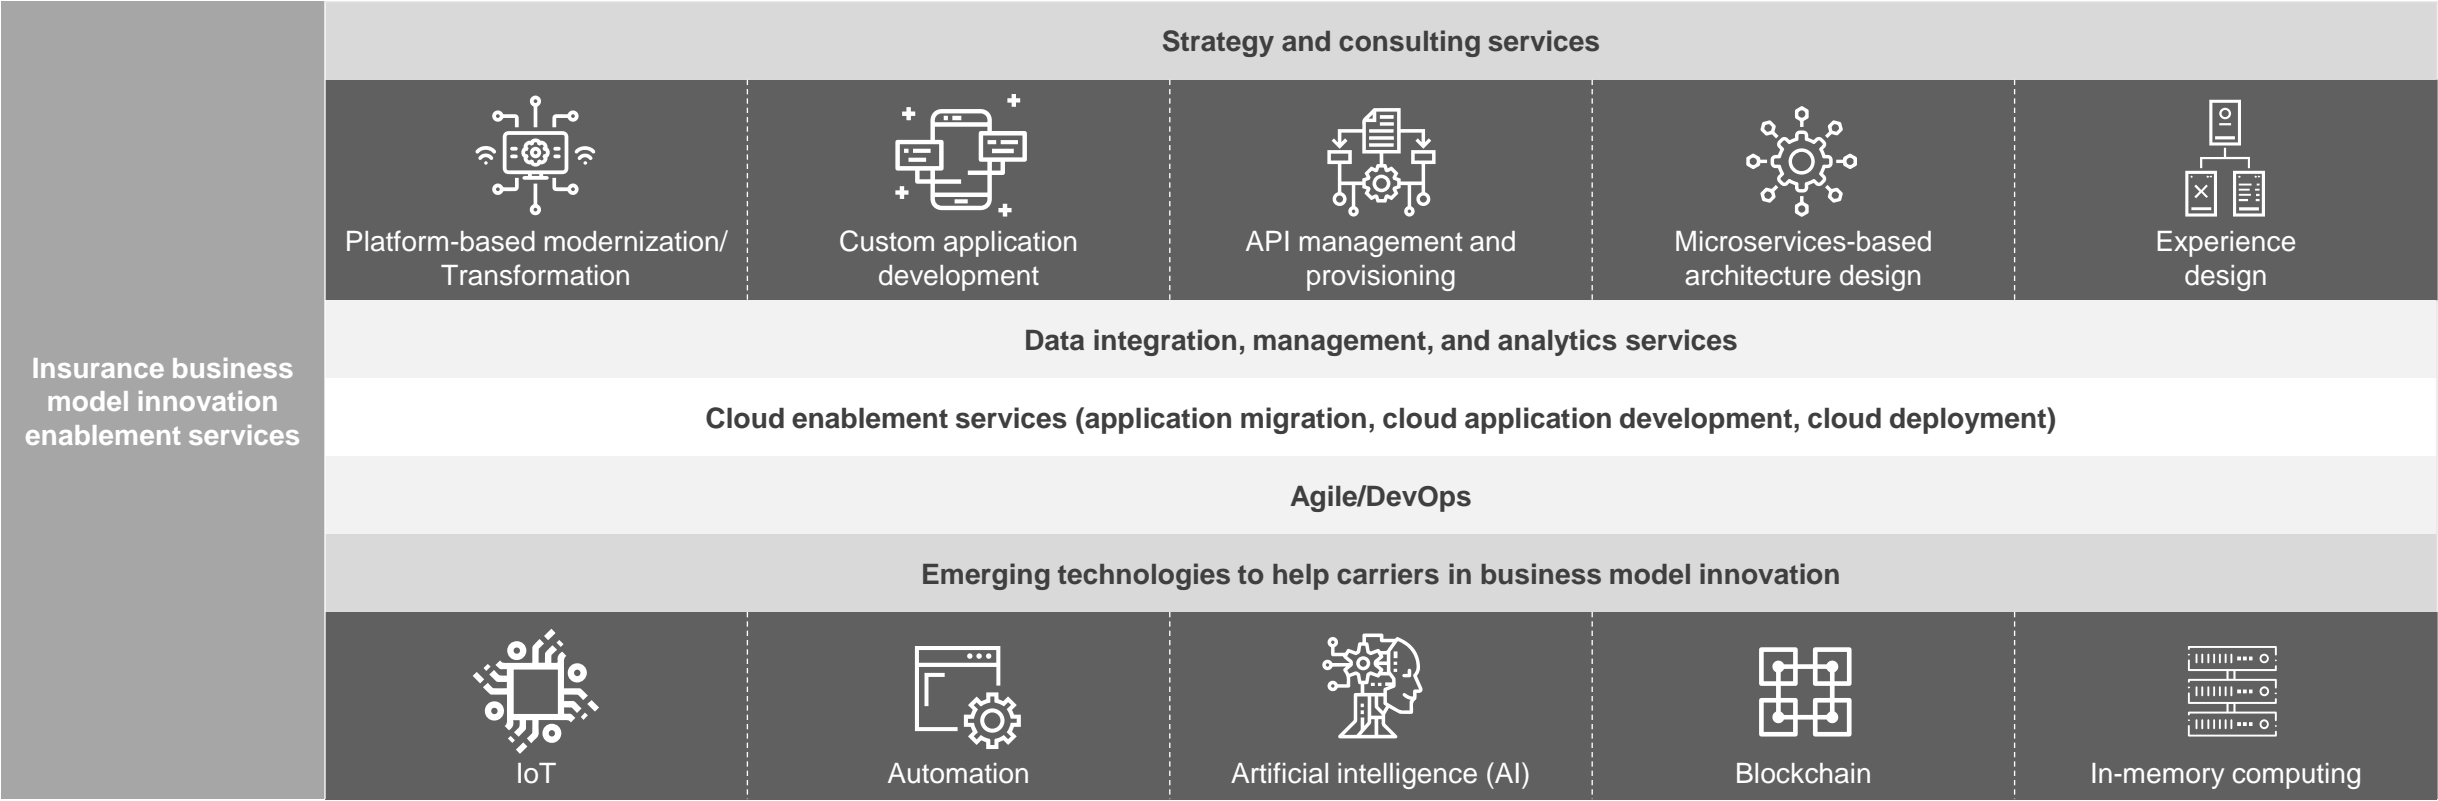 Insurance business
model innovation
enablement services
Strategy and consulting services
Platform-based modernization/
Transformation
Custom application
development
API management and
provisioning
Microservices-based
architecture design
Experience
design
Data integration, management, and analytics services
Cloud enablement services (application migration, cloud application development, cloud deployment)
Agile/DevOps
Emerging technologies to help carriers in business model innovation
IoT
Automation
Artificial intelligence (AI)
Blockchain
In-memory computing